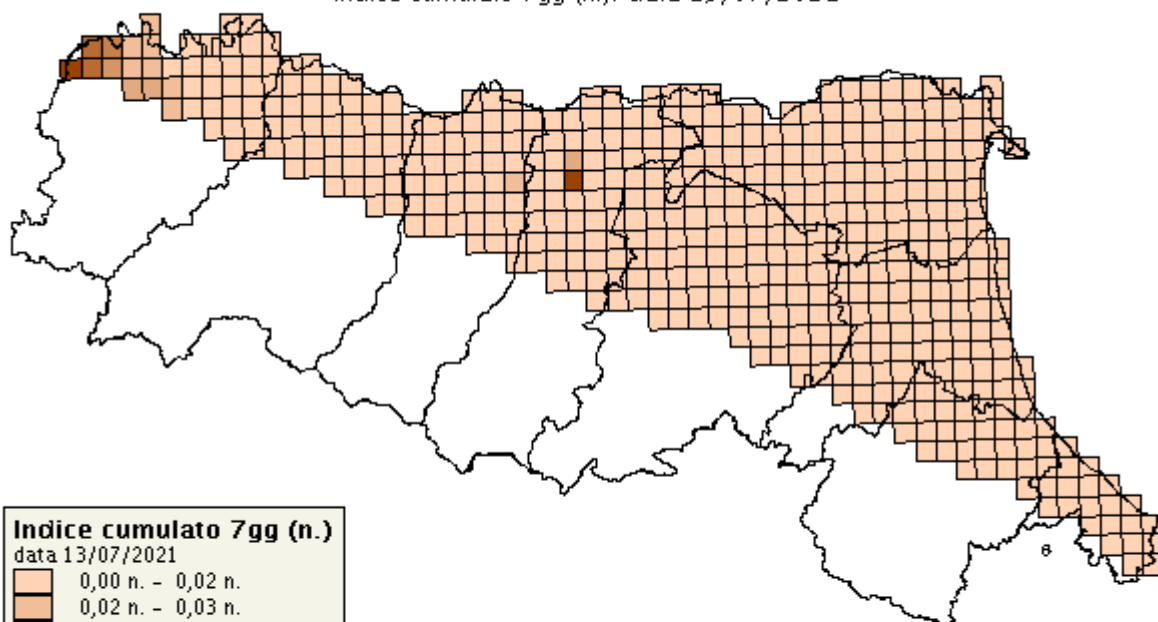 Indice cumulato 7gg (n.)
data 13/07/2021
0,00 n. - 0,02 n.
0,02 n. - 0,03 n.